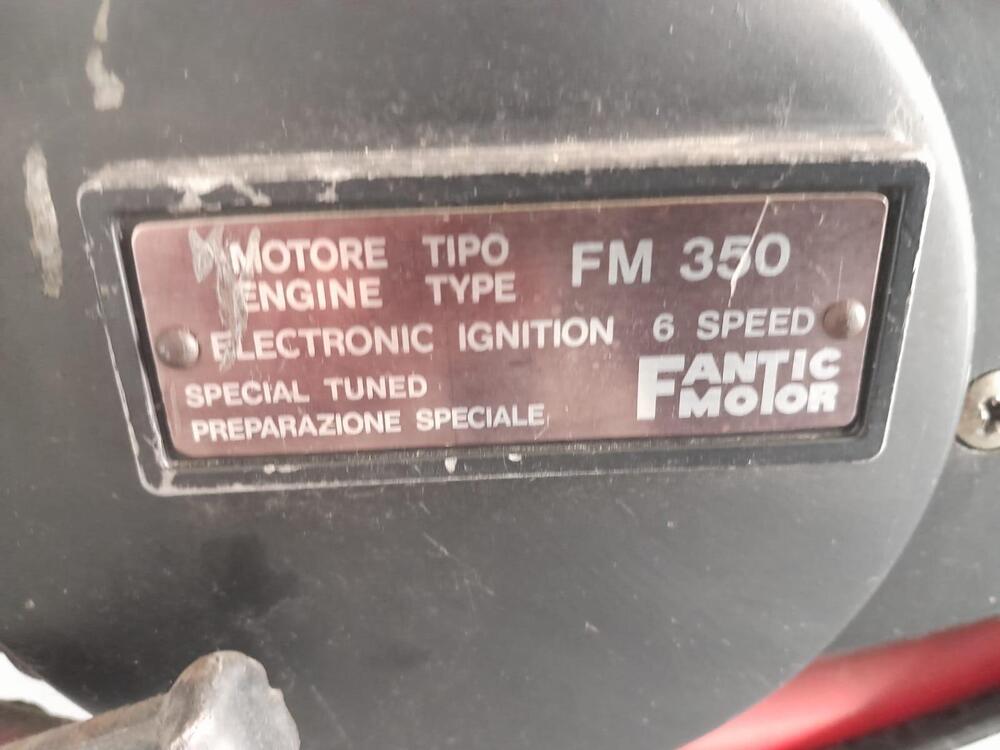 MOTORE TIPO
ENGINE TYPE
FM 350
ELECTRONIC IGNITION 6 SPEED
SPECIAL TUNED
PREPARAZIONE SPECIALE
FANTIC
MOTOR